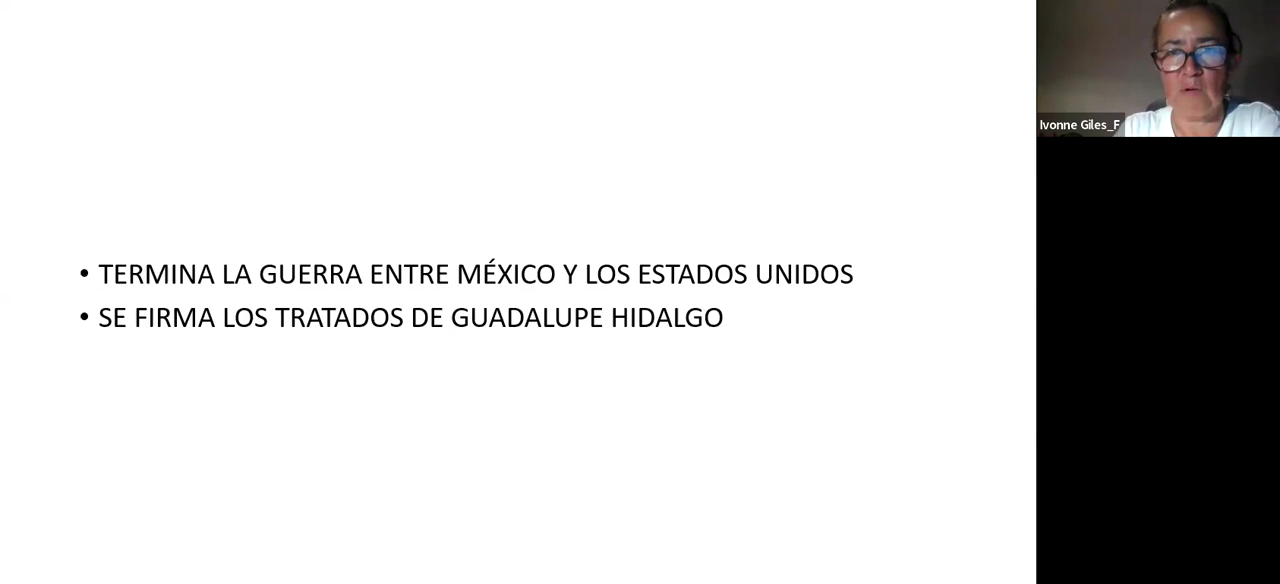 • TERMINA LA GUERRA ENTRE MÉXICO Y LOS ESTADOS UNIDOS
• SE FIRMA LOS TRATADOS DE GUADALUPE HIDALGO
Ivonne Giles_F